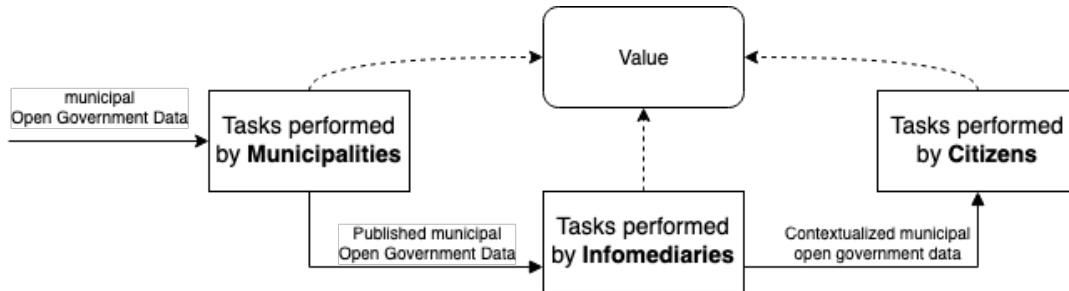 Value
municipal
Open Government Data
Tasks performed
by Municipalities
Tasks performed
by Citizens
Published municipal
Open Government Data
Tasks performed
by Infomediaries
Contextualized municipal
open government data